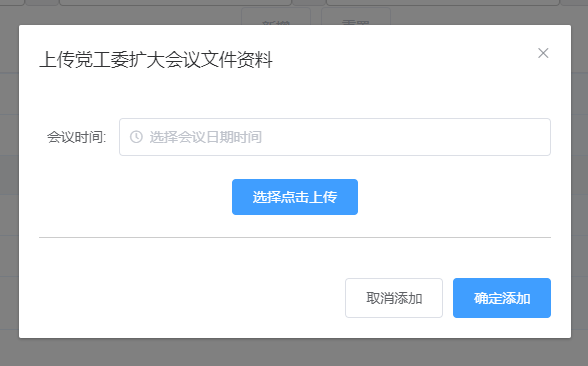 上传党工委扩大会议文件资料
会议时间:
选择会议日期时间
选择点击上传
取消添加
确定添加